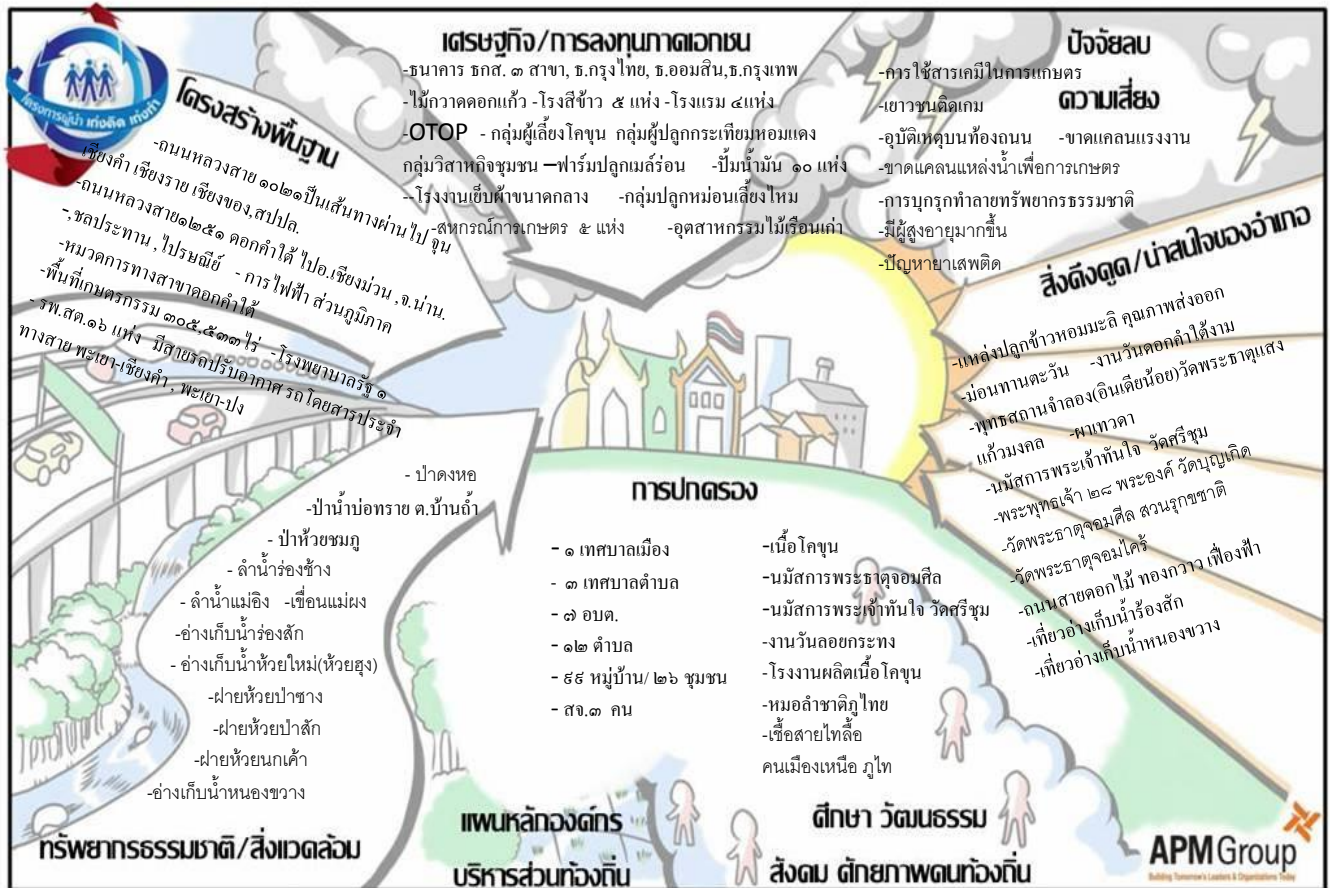 โครงการผู้นำ เก่งคิด เก่งทำ
โครงสร้างพื้นฐาน
-ถนนหลวงสาย ๑๐๒๑ปืนเส้นทางผ่านไป จุน
เชียงคำ เชียงราย เชียงของ,สปปล.
-ถนนหลวงสาย๑๒๕๑ ดอกคำใต้ ไปอ.เชียงม่วน ,จ.น่าน.
-,ชลประทาน , ไปรษณีย์ - การไฟฟ้า ส่วนภูมิภาค
-หมวดการทางสาขาดอกคำใต้
-พื้นที่เกษตรกรรม ๓๐๕,๕๓๓ ไร่ -โรงพยาบาลรัฐ ๑
- รพ.สต.๑๖ แห่ง มีสายรถปรับอากาศ รถโดยสารประจำ
ทางสาย พะเยา-เชียงคำ , พะเยา-ปง
เศรษฐกิจ/การลงทุนภาคเอกชน
-ธนาคาร ธกส. ๓ สาขา, ธ.กรุงไทย, ธ.ออมสิน,ธ.กรุงเทพ
-ไม้กวาดดอกแก้ว -โรงสีข้าว ๕ แห่ง -โรงแรม ๔แห่ง
-OTOP - กลุ่มผู้เลี้ยงโคขุน กลุ่มผู้ปลูกกระเทียมหอมแดง
กลุ่มวิสาหกิจชุมชน –ฟาร์มปลูกเมล์ร่อน -ปั๊มน้ำมัน ๑๐ แห่ง
--โรงงานเย็บผ้าขนาดกลาง -กลุ่มปลูกหม่อนเลี้ยงไหม
-สหกรณ์การเกษตร ๕ แห่ง -อุตสาหกรรมไม้เรือนเก่า
ปัจจัยลบ
ความเสี่ยง
-การใช้สารเคมีในการแกษตร
-เยาวชนติดเกม
-อุบัติเหตุบนท้องถนน -ขาดแคลนแรงงาน
-ขาดแคลนแหล่งน้ำเพื่อการเกษตร
-การบุกรุกทำลายทรัพยากรธรรมชาติ
-มีผู้สูงอายุมากขึ้น
-ปัญหายาเสพติด
สิ่งดึงดูด/น่าสนใจของอำเภอ
-แหล่งปลูกข้าวหอมมะลิ คุณภาพส่งออก
-ม่อนทานตะวัน -งานวันดอกคำใต้งาม
-พุทธสถานจำลอง(อินเดียน้อย)วัดพระธาตุแสง
แก้วมงคล -ผาเทวดา
-นมัสการพระเจ้าทันใจ วัดศรีชุม
-พระพุทธเจ้า ๒๘ พระองค์ วัดบุญเกิด
-วัดพระธาตุจอมศีล สวนรุกขชาติ
-วัดพระธาตุจอมไคร้
-ถนนสายดอกไม้ ทองกวาว เฟื่องฟ้า
-เที่ยวอ่างเก็บน้ำร้องสัก
-เที่ยวอ่างเก็บน้ำหนองขวาง
- ป่าดงหอ
-ป่าน้ำบ่อทราย ต.บ้านถ้ำ
- ป่าห้วยชมภู
- ลำน้ำร่องช้าง
- ลำน้ำแม่อิง -เขื่อนแม่ผง
-อ่างเก็บน้ำร่องสัก
- อ่างเก็บน้ำห้วยใหม่(ห้วยฮุง)
-ฝายห้วยป่าซาง
-ฝายห้วยป่าสัก
-ฝายห้วยนกเค้า
-อ่างเก็บน้ำหนองขวาง
ทรัพยากรธรรมชาติ/สิ่งแวดล้อม
การปกครอง
- ๑ เทศบาลเมือง
- ๓ เทศบาลตำบล
- ๗ อบต.
- ๑๒ ตำบล
- ๙๙ หมู่บ้าน/ ๒๖ ชุมชน
- สจ.๓ คน
-เนื้อโคขุน
-นมัสการพระธาตุจอมศีล
-นมัสการพระเจ้าทันใจ วัดศรีชุม
-งานวันลอยกระทง
-โรงงานผลิตเนื้อโคขุน
-หมอลำชาติภูไทย
-เชื้อสายไทลื้อ
คนเมืองเหนือ ภูไท
แผนหลักองค์กร
บริหารส่วนท้องถิ่น
ศึกษา วัฒนธรรม
สังคม ศักยภาพคนท้องถิ่น
APMGroup
Building Tomorrow's Leaders & Organizations Today